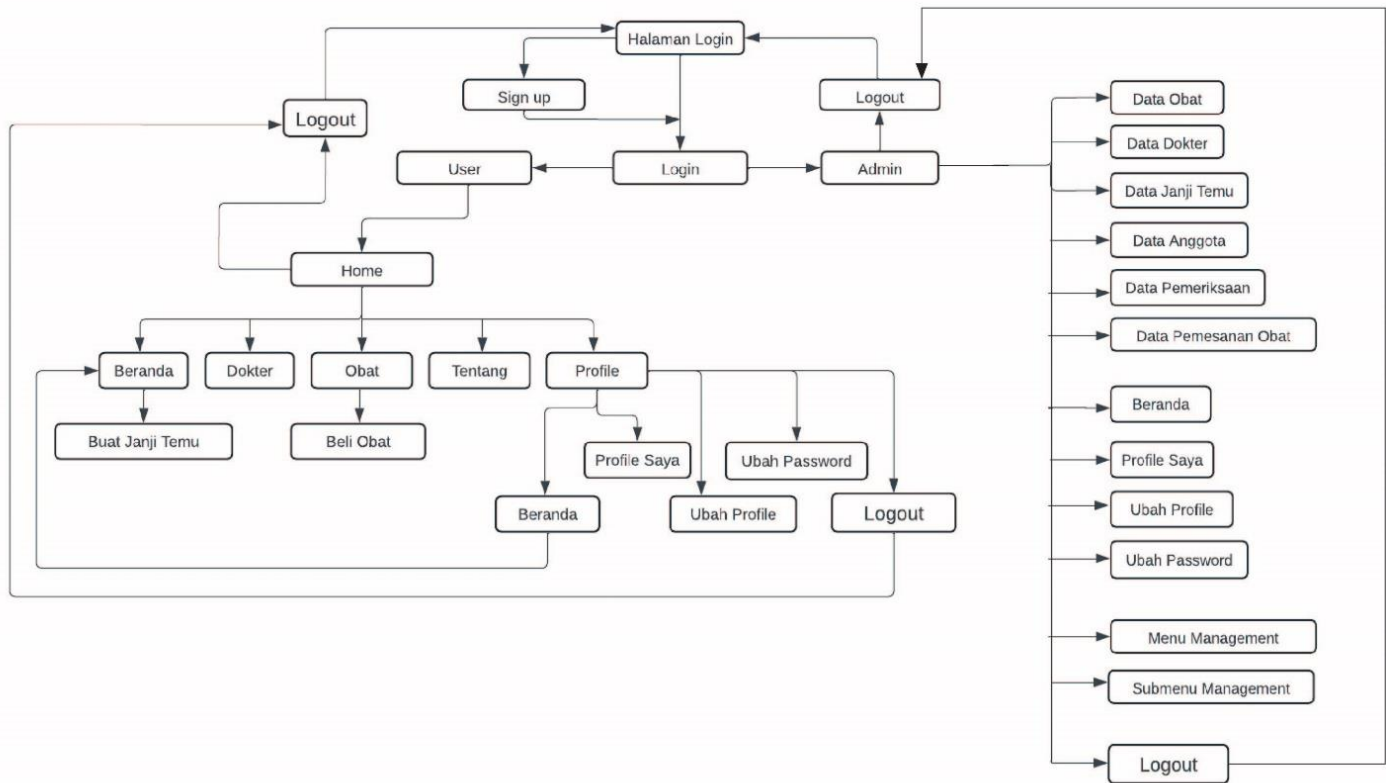 Halaman Login
Sign up
Logout
Logout
User
Login
Admin
Home
Beranda
Dokter
Obat
Tentang
Profile
Buat Janji Temu
Beli Obat
Profile Saya
Ubah Password
Beranda
Ubah Profile
Logout
Data Obat
Data Dokter
Data Janji Temu
Data Anggota
Data Pemeriksaan
Data Pemesanan Obat
Beranda
Profile Saya
Ubah Profile
Ubah Password
Menu Management
Submenu Management
Logout